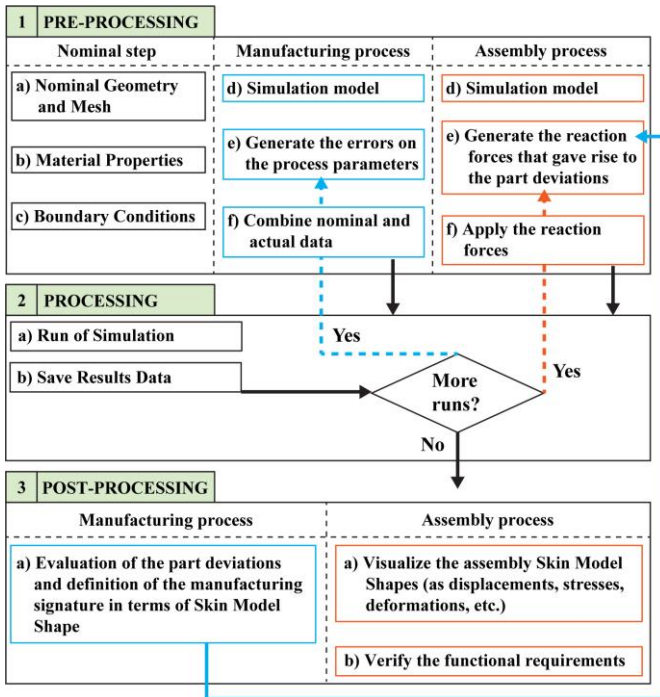 1 PRE-PROCESSING
Nominal step
a) Nominal Geometry
and Mesh
b) Material Properties
c) Boundary Conditions
Manufacturing process
d) Simulation model
e) Generate the errors on
the process parameters
f) Combine nominal and
actual data
Assembly process
d) Simulation model
e) Generate the reaction
forces that gave rise to
the part deviations
f) Apply the reaction
forces
2 PROCESSING
a) Run of Simulation
b) Save Results Data
Yes
More
runs?
Yes
No
3 POST-PROCESSING
Manufacturing process
a) Evaluation of the part deviations
and definition of the manufacturing
signature in terms of Skin Model
Shape
Assembly process
a) Visualize the assembly Skin Model
Shapes (as displacements, stresses,
deformations, etc.)
b) Verify the functional requirements